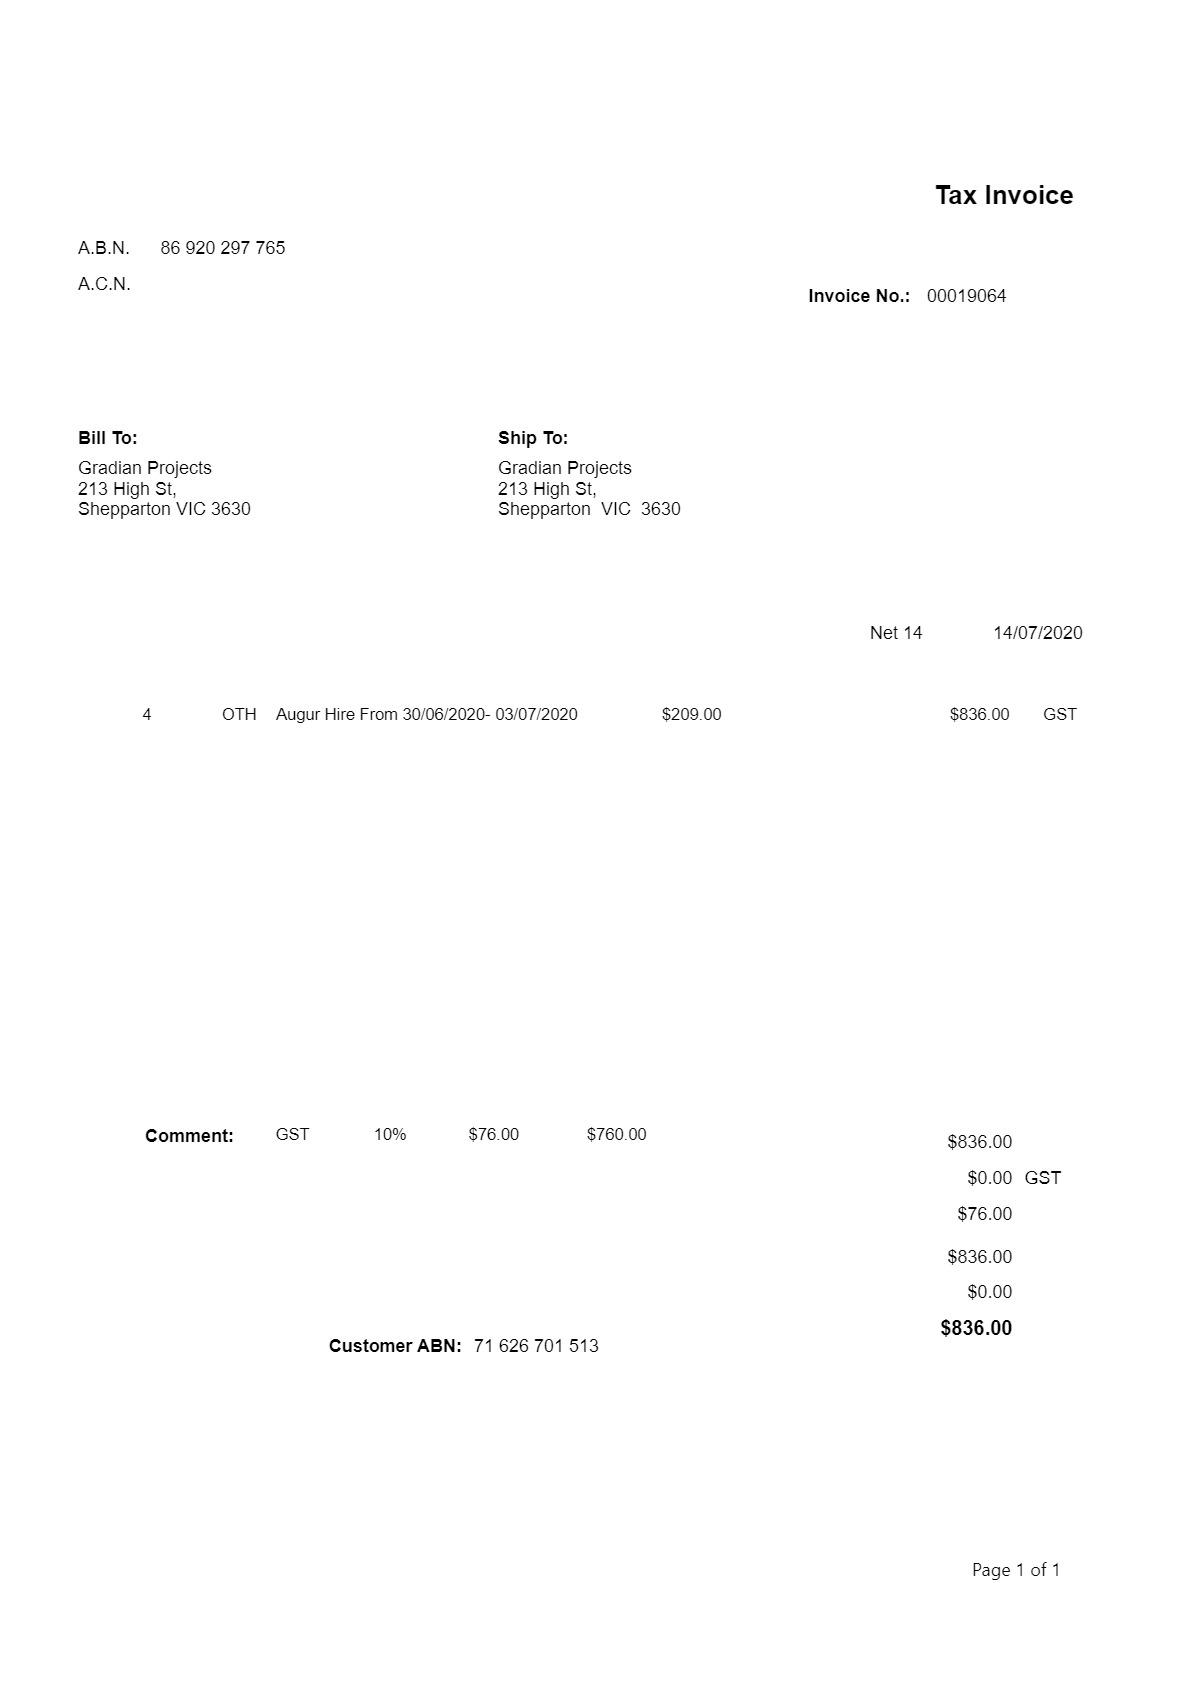 Tax Invoice
A.B.N. 86 920 297 765
A.C.N.
Invoice No.: 00019064
Bill To:
Gradian Projects
213 High St,
Shepparton VIC 3630
Ship To:
Gradian Projects
213 High St,
Shepparton VIC 3630
Net 14 14/07/2020
4 OTH Augur Hire From 30/06/2020- 03/07/2020 $209.00 $836.00 GST
Comment: GST 10% $76.00 $760.00
$836.00
$0.00 GST
$76.00
$836.00
$0.00
$836.00
Customer ABN: 71 626 701 513
Page 1 of 1